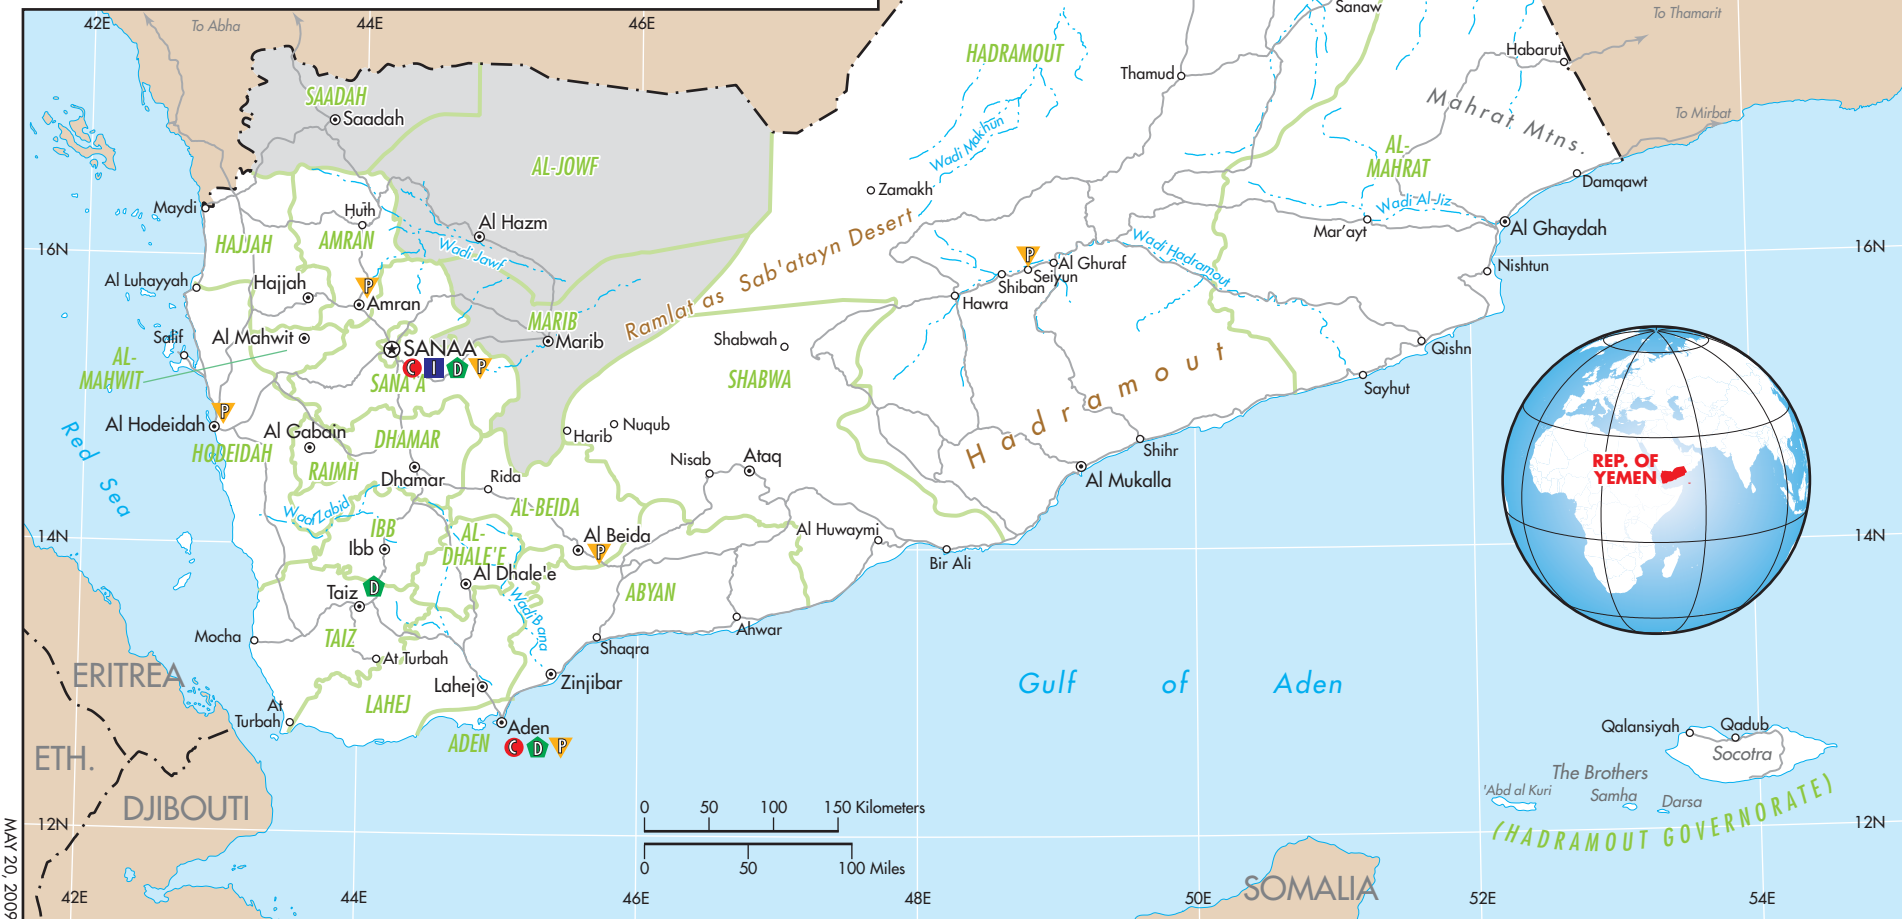 42E
To Abha
44E
46E
Sanaw
To Thamarit
HADRAMOUT
Habarut
Thamud
SAADAH
Saadah
Mahrat Mtns.
To Mirbat
Wadi Makhun
AL-JOWF
AL-
MAHRAT
Damqawt
Zamakh
Maydi
Huth
Al Hazm
Wadi Al-Jiz
Mar'ayt
Al Ghaydah
HAJJAH
AMRAN
Wadi Jawf
Ramlat as Sab'atayn Desert
Wadi Hadramout
16N
16N
P
Al Ghuraf
Seiyun
Shiban
Nishtun
Al Luhayyah
Hajjah
P
Amran
Hawra
MARIB
Marib
Salif
Al Mahwit
SANAA
C I D P
SANA'A
Shabwah
Qishn
AL-
MAHWIT
SHABWA
Sayhut
Hadramout
P
Al Hodeidah
HODEIDAH
Al Gabain
DHAMAR
Harib
Nuqub
Shihr
Red Sea
RAIMH
Dhamar
Rida
Nisab
Ataq
Al Mukalla
REP. OF
YEMEN
Wadi Zabid
IBB
AL-BEIDA
14N
14N
Ibb
AL-
DHALE'E
Al Beida
P
Al Huwaymi
Bir Ali
D
Taiz
Al Dhale'e
ABYAN
Wadi Bana
Mocha
TAIZ
At Turbah
Shaqra
Ahwar
ERITREA
Lahej
Zinjibar
Gulf of Aden
At
Turbah
LAHEJ
Aden
ADEN
C D P
Qalansiyah
Qadub
Socotra
ETH.
The Brothers
'Abd al Kuri
Samha
Darsa
(HADRAMOUT GOVERNORATE)
DJIBOUTI
0 50 100 150 Kilometers
0 50 100 Miles
12N
12N
MAY 20, 2009
SOMALIA
42E
44E
46E
48E
50E
52E
54E